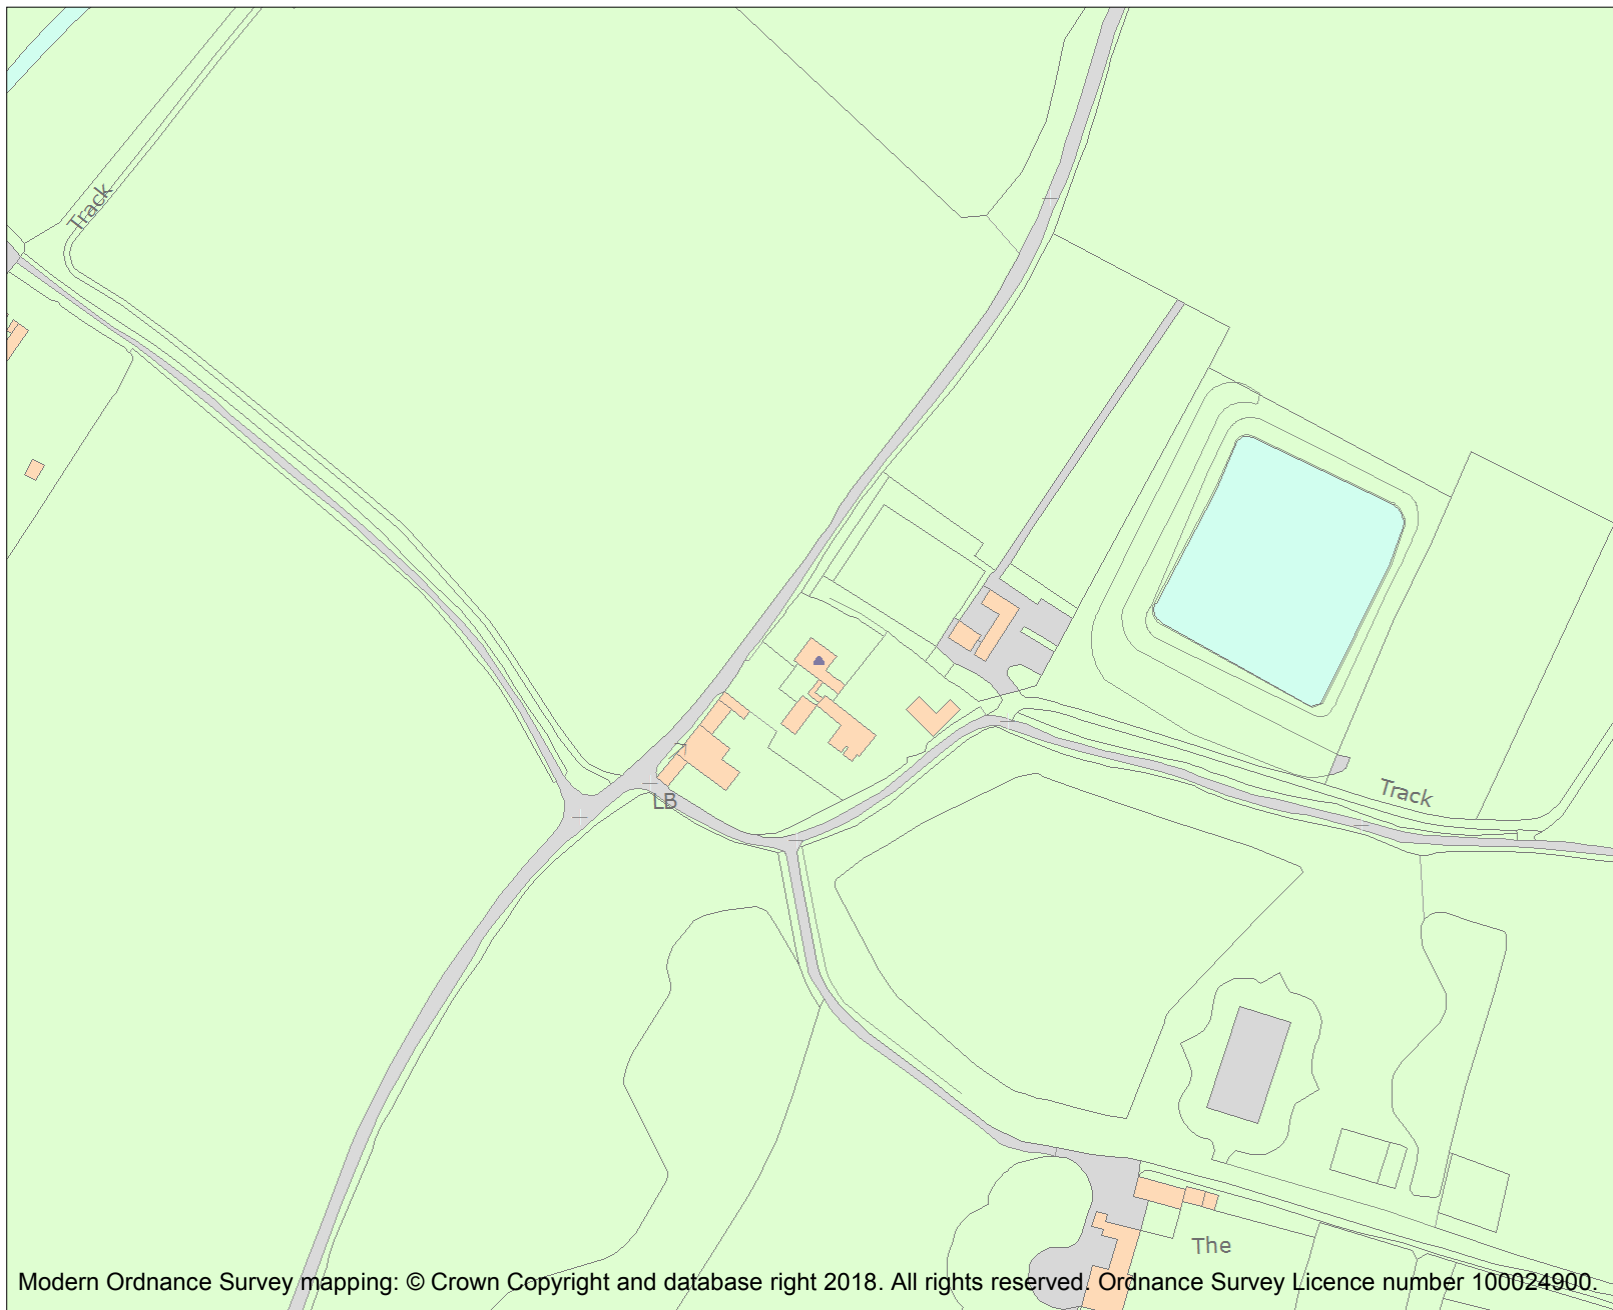 Track
LB
Track
The
Modern Ordnance Survey mapping: © Crown Copyright and database right 2018. All rights reserved. Ordnance Survey Licence number 100024900.